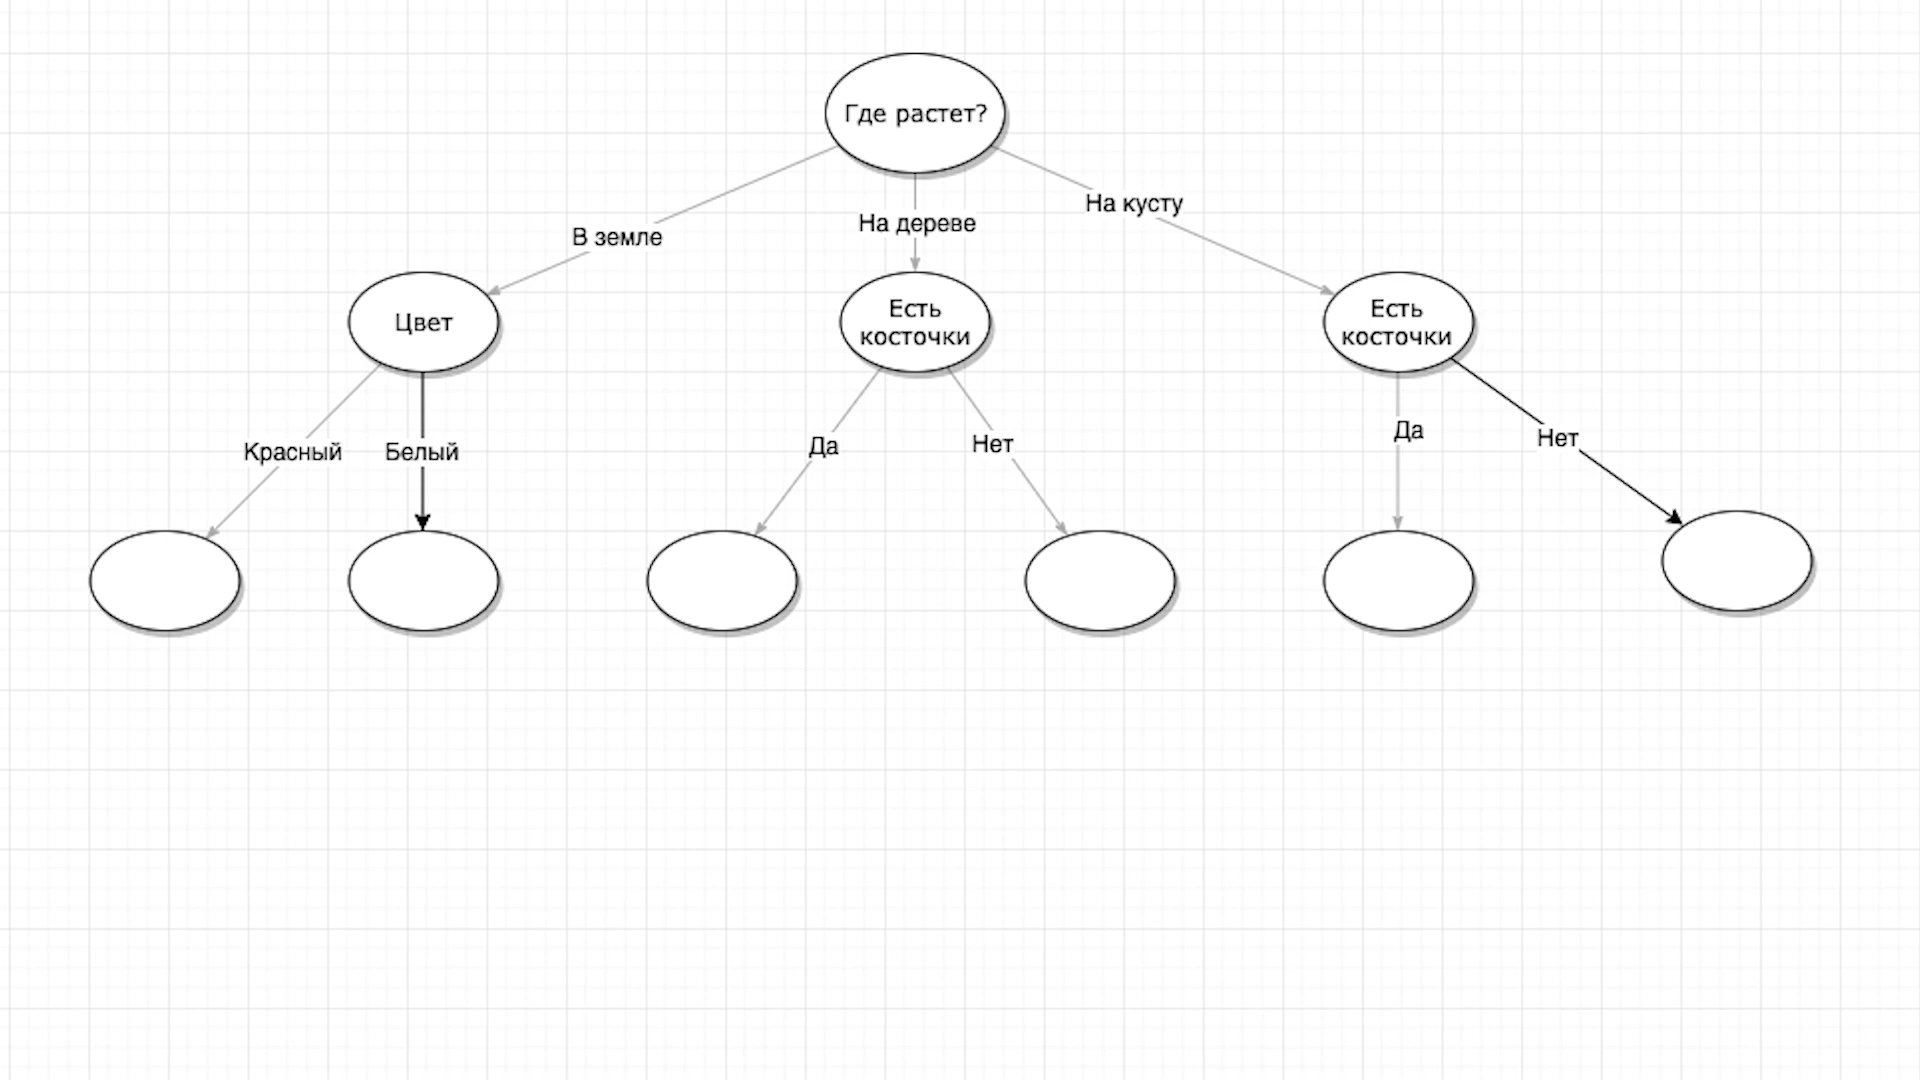 Где растет?
На кусту
На дереве
В земле
Цвет
Есть
косточки
Есть
косточки
Красный
Белый
Да
Нет
Да
Нет